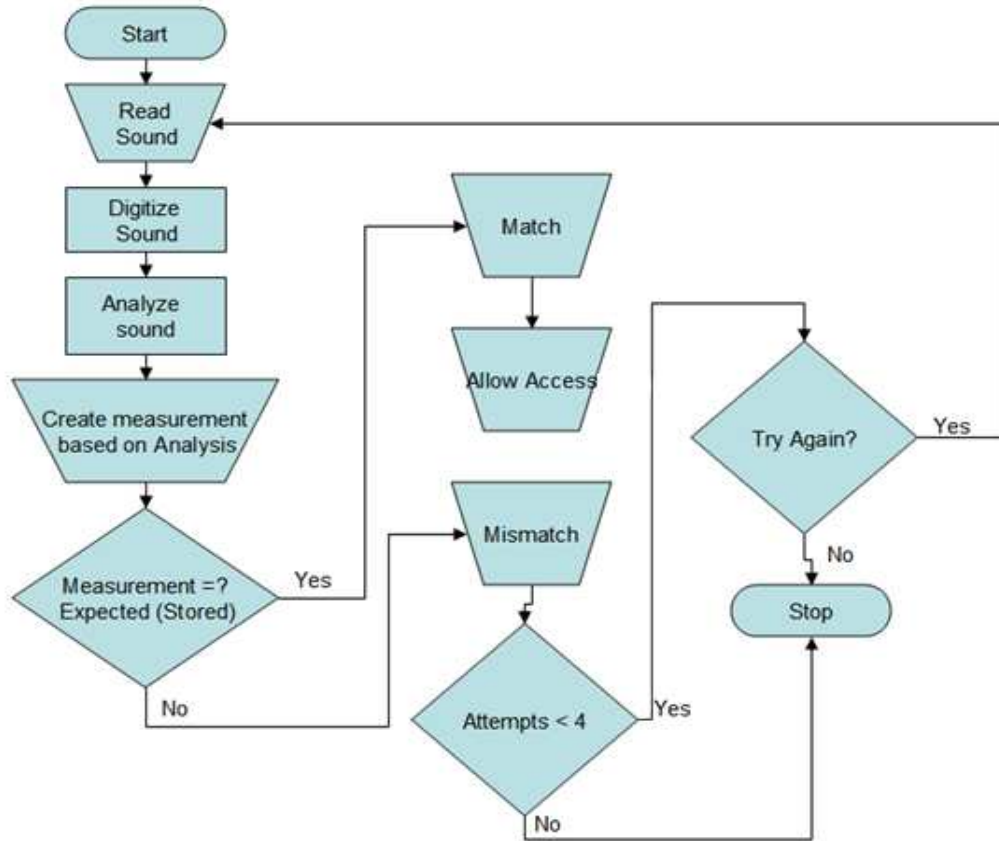 Start
Read
Sound
Digitize
Sound
Analyze
sound
Create measurement
based on Analysis
Measurement =?
Expected (Stored)
Yes
No
Match
Allow Access
Mismatch
Attempts < 4
Yes
No
Try Again?
Yes
No
Stop